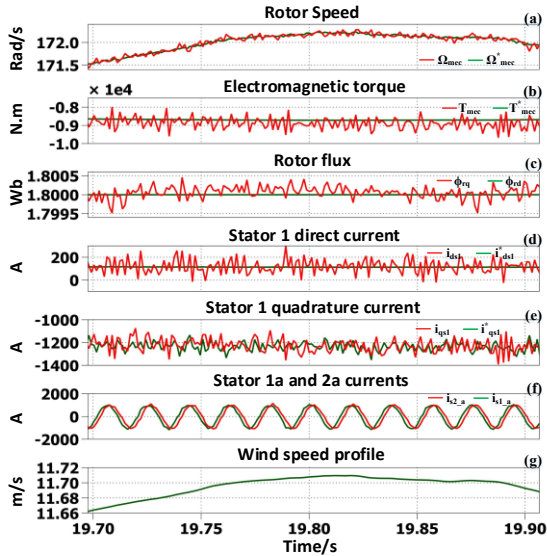 Rotor Speed
(a)
Rad/s
172.0
171.5
Ωmec
Ω*mec
× 1e4
Electromagnetic torque
(b)
N.m
-0.8
-0.9
-1.0
Tmec
T*mec
Rotor flux
(c)
Wb
1.8005
1.8000
1.7995
ϕrq
ϕrd
Stator 1 direct current
(d)
A
200
0
ids1
i*ds1
Stator 1 quadrature current
(e)
A
-1000
-1200
-1400
iqs1
i*qs1
Stator 1a and 2a currents
(f)
A
2000
0
-2000
is2_a
is1_a
Wind speed profile
(g)
m/s
11.72
11.70
11.66
19.70 19.75 19.80 19.85 19.90
Time/s